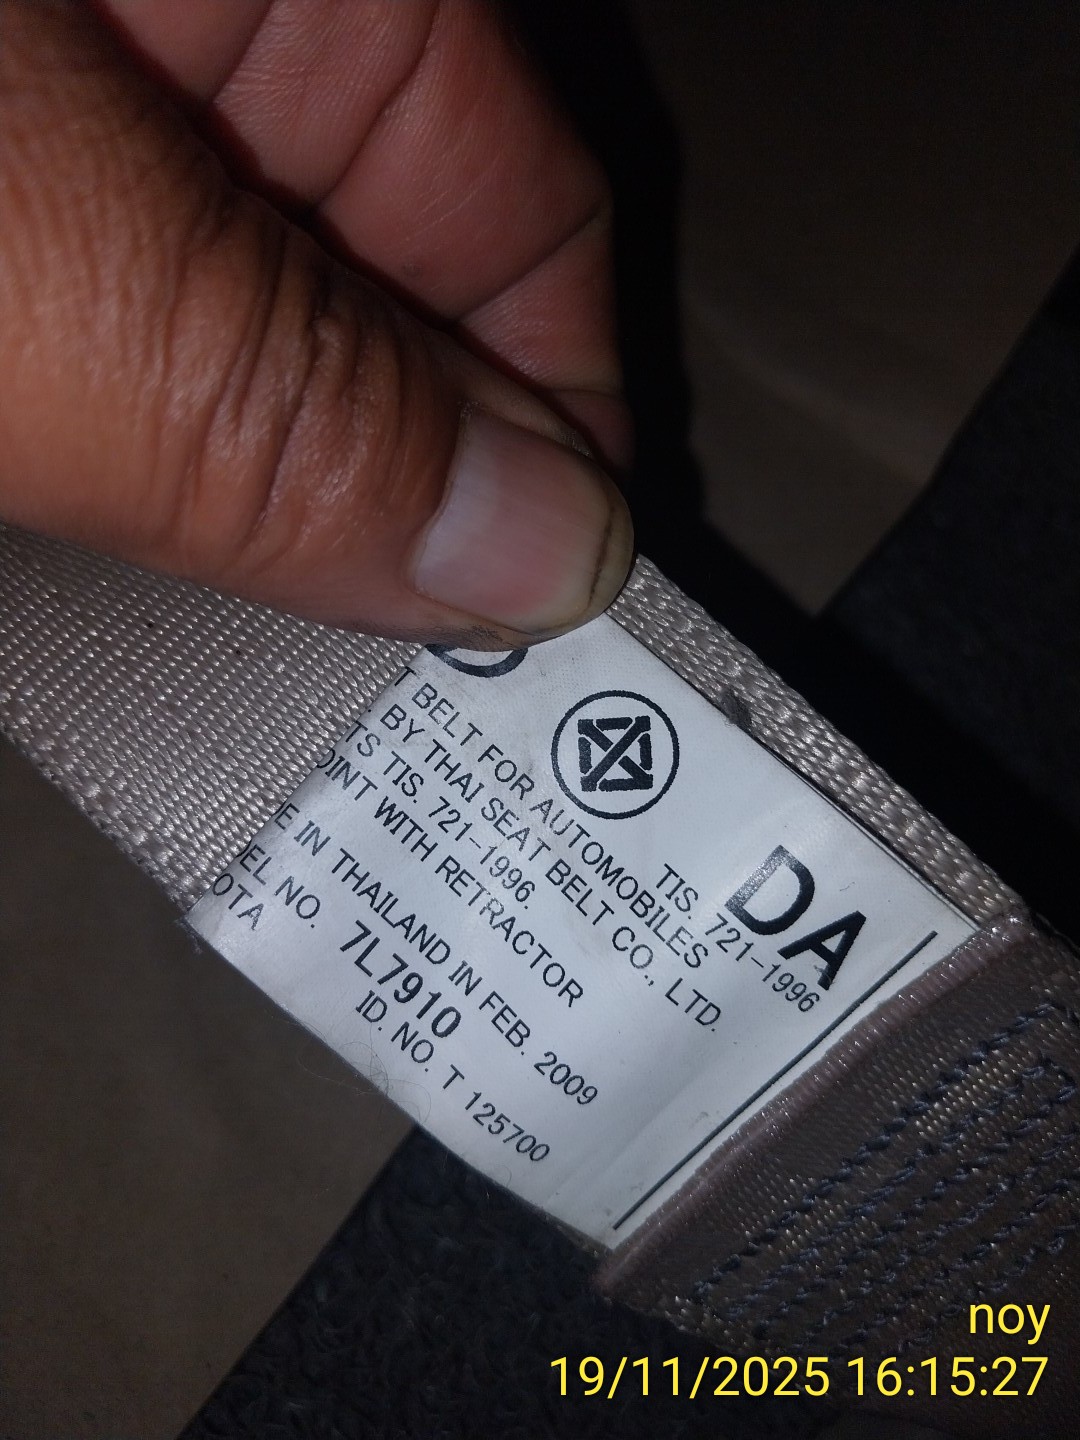 DA
TIS. 721-1996
T BELT FOR AUTOMOBILES
BY THAI SEAT BELT CO., LTD.
TS TIS. 721-1996.
OINT WITH RETRACTOR
E IN THAILAND IN FEB. 2009
EL NO. 7L7910
OTA
ID. NO. T 125700
noy
19/11/2025 16:15:27